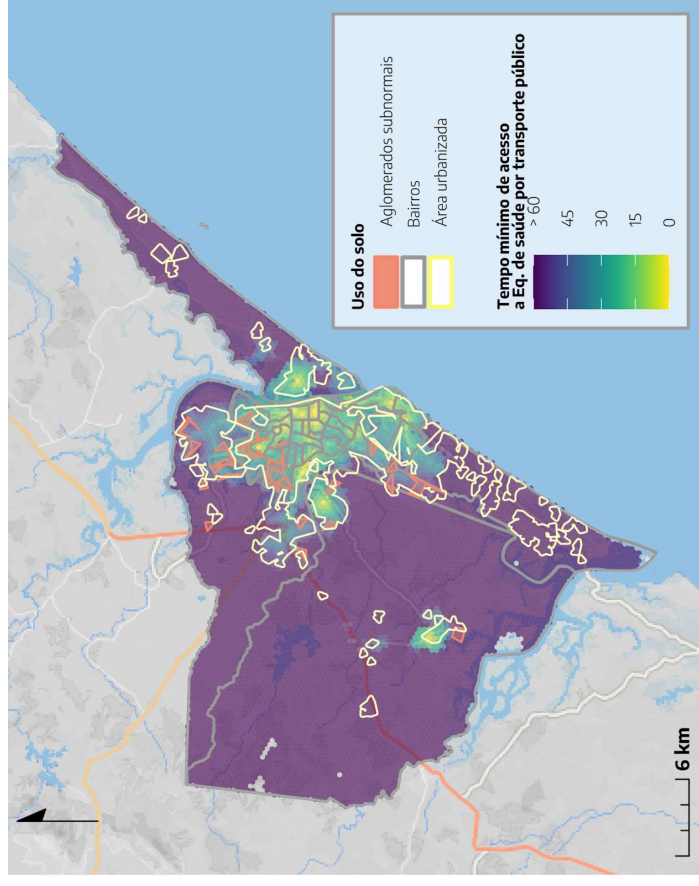 Uso do solo
Aglomerados subnormais
Bairros
Área urbanizada
Tempo mínimo de acesso
a Eq. de saúde por transporte público
> 60
45
30
15
0
6 km